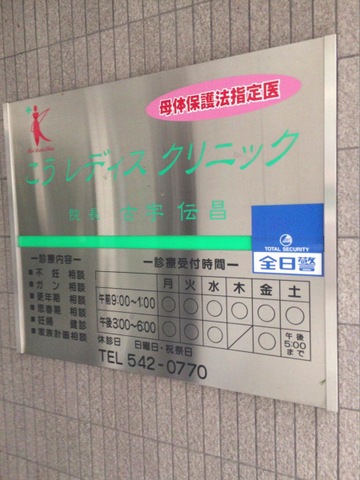 母体保護法指定医
こうレディスクリニック
院長 伝昌
TOTAL SECURITY
全日警
ー診療内容ー
■不妊 相談
■ガン 相談
■更年期 相談
■思春期 相談
■妊婦 健診
■家族計画相談
ー診療受付時間ー
月 火 水 木 金 土
午前9:00~1:00 ○ ○ ○ ○ ○ ○
午後3:00~6:00 ○ ○ ○ ／ ○ 午後5:00まで
休診日 日曜日・祝祭日
TEL 542-0770